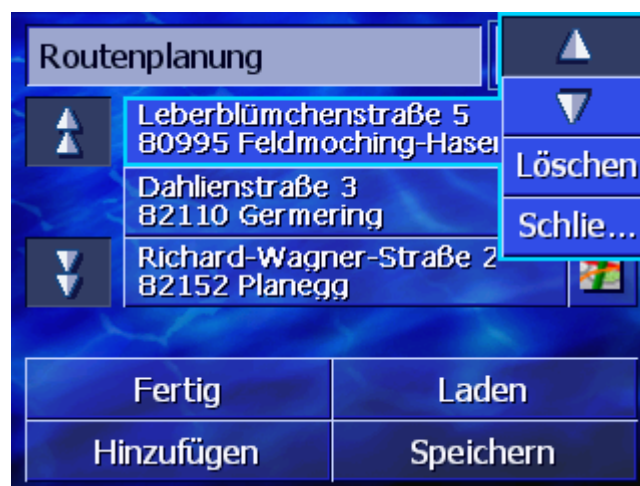 Routenplanung
Leberblümchenstraße 5
80995 Feldmoching-Hase
Dahlienstraße 3
82110 Germering
Richard-Wagner-Straße 2
82152 Planegg
Löschen
Schlie...
Fertig
Laden
Hinzufügen
Speichern